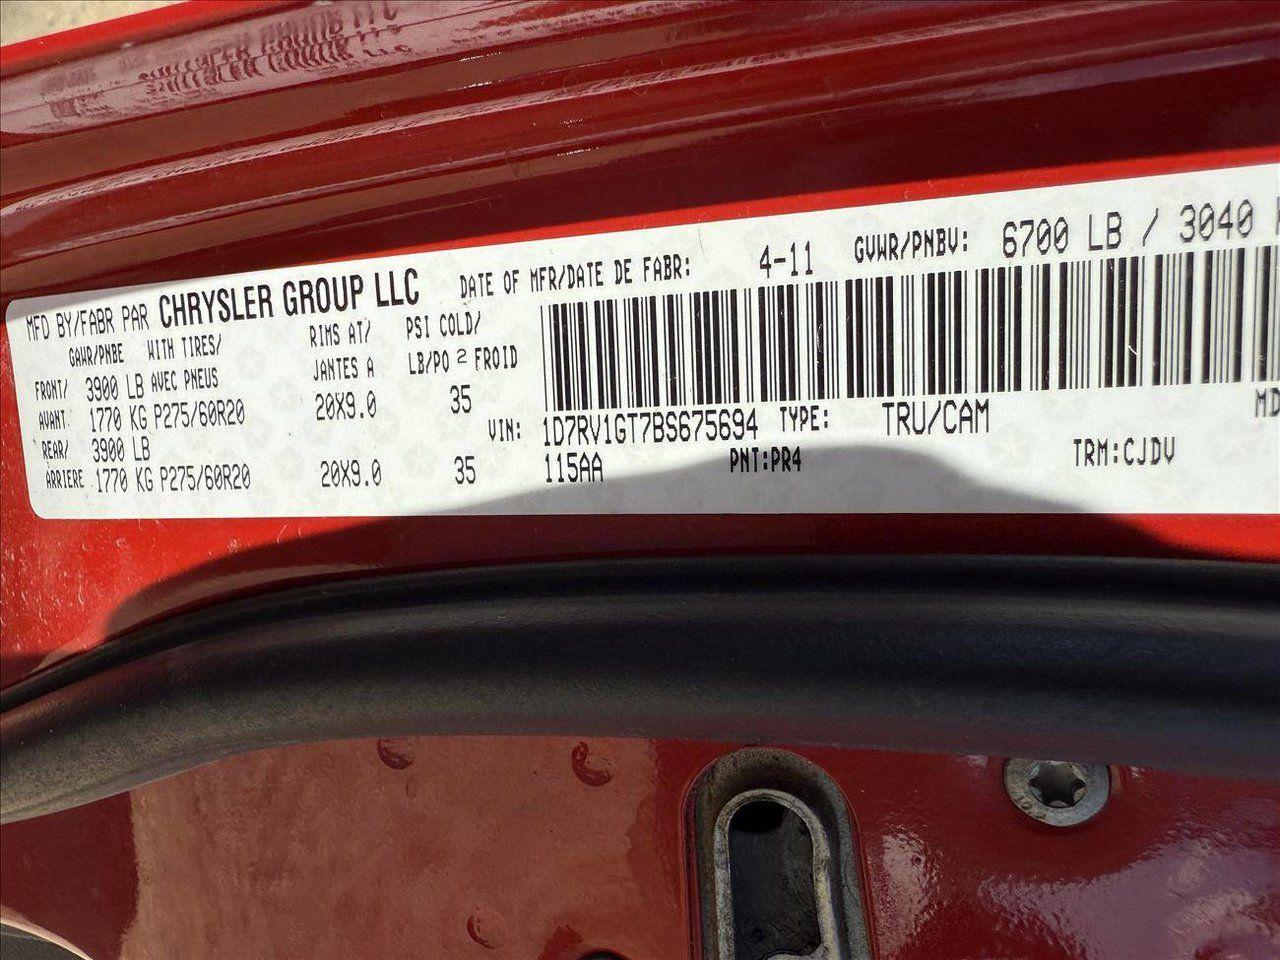 MFD BY/FABR PAR CHRYSLER GROUP LLC DATE OF MFR/DATE DE FABR: 4-11 GVWR/PNBV: 6700 LB / 3040
GAWR/PNBE WITH TIRES/ RIMS AT/ PSI COLD/
FRONT/ 3900 LB AVEC PNEUS JANTES A LB/PO 2 FROID
AVANT 1770 KG P275/60R20 20X9.0 35
REAR/ 3900 LB VIN: 1D7RV1GT7BS675694 TYPE: TRU/CAM MD
ARRIERE 1770 KG P275/60R20 20X9.0 35 115AA PNT:PR4 TRM:CJDV